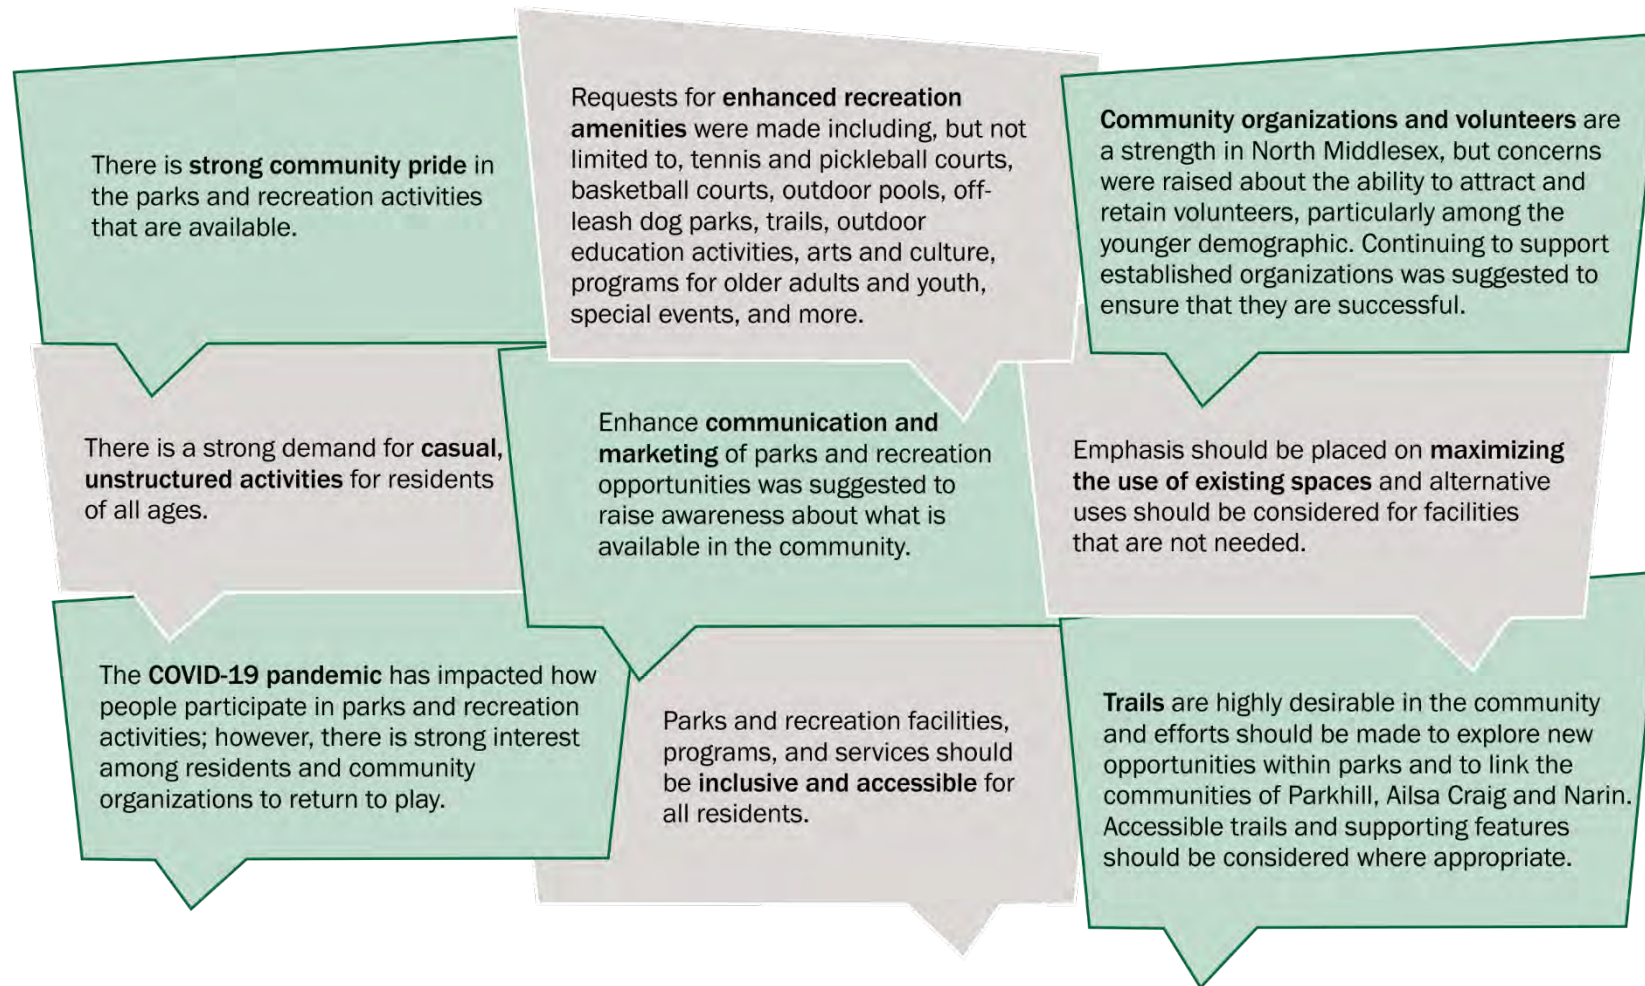 There is strong community pride in
the parks and recreation activities
that are available.
Requests for enhanced recreation
amenities were made including, but not
limited to, tennis and pickleball courts,
basketball courts, outdoor pools, off-
leash dog parks, trails, outdoor
education activities, arts and culture,
programs for older adults and youth,
special events, and more.
Community organizations and volunteers are
a strength in North Middlesex, but concerns
were raised about the ability to attract and
retain volunteers, particularly among the
younger demographic. Continuing to support
established organizations was suggested to
ensure that they are successful.
There is a strong demand for casual,
unstructured activities for residents
of all ages.
Enhance communication and
marketing of parks and recreation
opportunities was suggested to
raise awareness about what is
available in the community.
Emphasis should be placed on maximizing
the use of existing spaces and alternative
uses should be considered for facilities
that are not needed.
The COVID-19 pandemic has impacted how
people participate in parks and recreation
activities; however, there is strong interest
among residents and community
organizations to return to play.
Parks and recreation facilities,
programs, and services should
be inclusive and accessible for
all residents.
Trails are highly desirable in the community
and efforts should be made to explore new
opportunities within parks and to link the
communities of Parkhill, Ailsa Craig and Narin.
Accessible trails and supporting features
should be considered where appropriate.